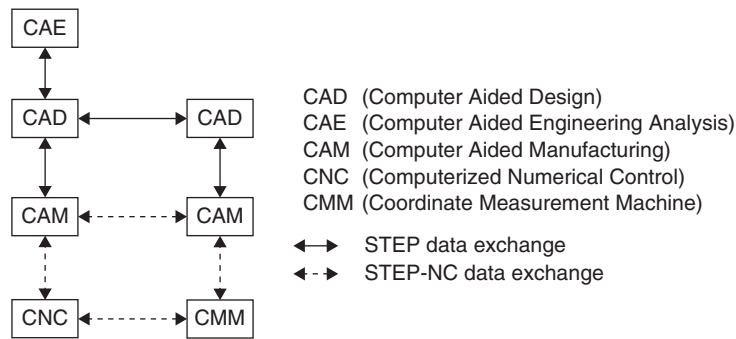 CAE
CAD
CAD
CAM
CAM
CNC
CMM
CAD (Computer Aided Design)
CAE (Computer Aided Engineering Analysis)
CAM (Computer Aided Manufacturing)
CNC (Computerized Numerical Control)
CMM (Coordinate Measurement Machine)
STEP data exchange
STEP-NC data exchange